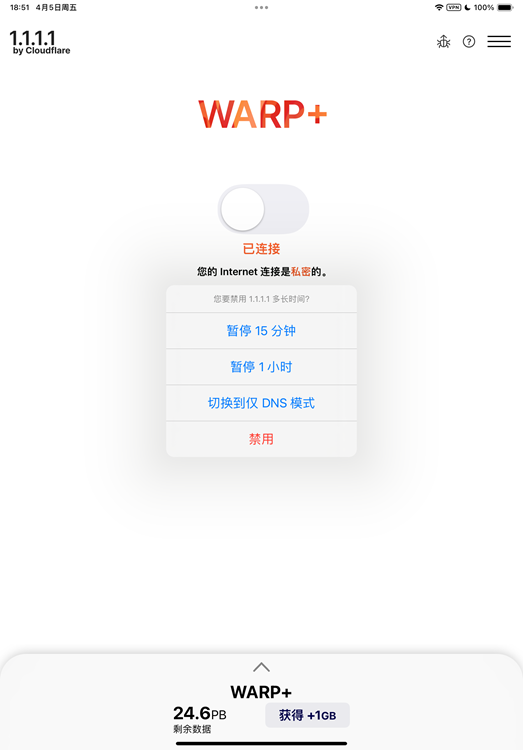 18:51 4月5日周五
VPN 100%
1.1.1.1
by Cloudflare
?
WARP+
已连接
您的 Internet 连接是私密的。
您要禁用 1.1.1.1 多长时间?
暂停 15 分钟
暂停 1 小时
切换到仅 DNS 模式
禁用
WARP+
24.6PB
剩余数据
获得 +1GB